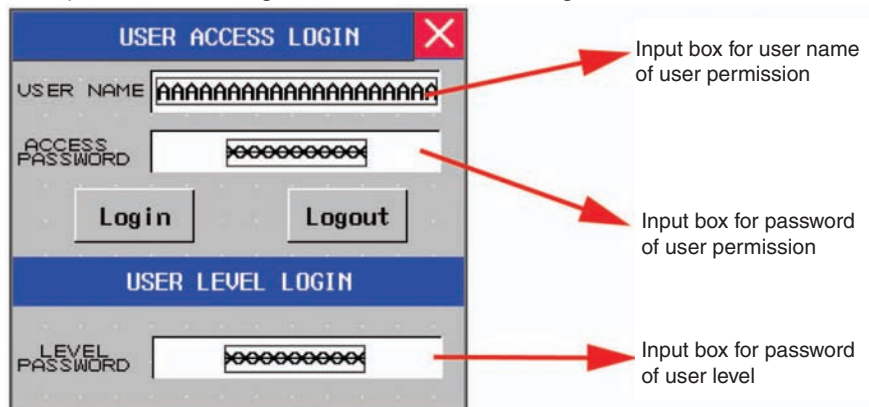 USER ACCESS LOGIN
USER NAME AAAAAAAAAAAAAAAAAAAAA
Input box for user name
of user permission
ACCESS
PASSWORD
Login Logout
Input box for password
of user permission
USER LEVEL LOGIN
LEVEL
PASSWORD
Input box for password
of user level